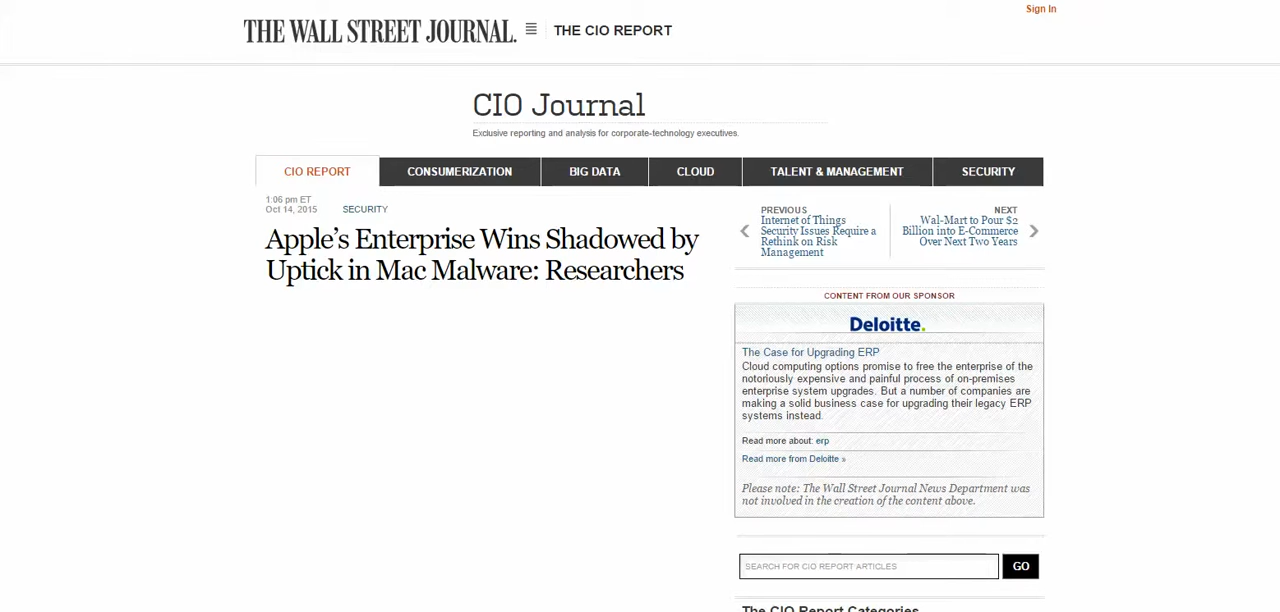 Sign In
THE WALL STREET JOURNAL. THE CIO REPORT
CIO Journal
Exclusive reporting and analysis for corporate-technology executives.
CIO REPORT CONSUMERIZATION BIG DATA CLOUD TALENT & MANAGEMENT SECURITY
1:06 pm ET
Oct 14, 2015 SECURITY
Apple’s Enterprise Wins Shadowed by
Uptick in Mac Malware: Researchers
PREVIOUS
Internet of Things
Security Issues Require a
Rethink on Risk
Management
NEXT
Wal-Mart to Pour $2
Billion into E-Commerce
Over Next Two Years
CONTENT FROM OUR SPONSOR
Deloitte.
The Case for Upgrading ERP
Cloud computing options promise to free the enterprise of the
notoriously expensive and painful process of on-premises
enterprise system upgrades. But a number of companies are
making a solid business case for upgrading their legacy ERP
systems instead.
Read more about: erp
Read more from Deloitte »
Please note: The Wall Street Journal News Department was
not involved in the creation of the content above.
SEARCH FOR CIO REPORT ARTICLES GO
The CIO Report Categories